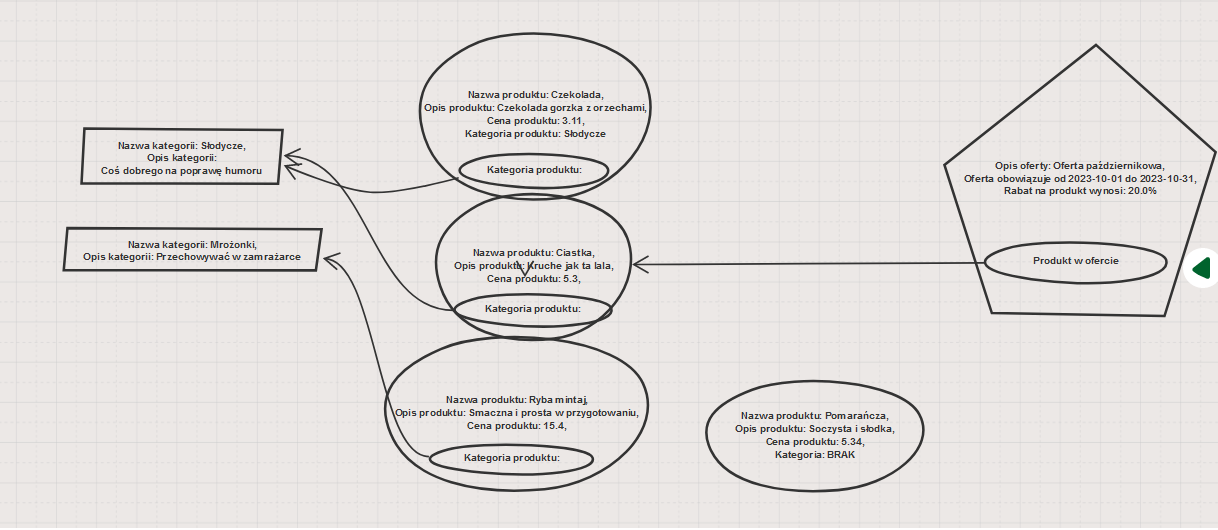 Nazwa kategorii: Słodycze,
Opis kategorii:
Coś dobrego na poprawę humoru
Nazwa kategorii: Mrożonki,
Opis kategorii: Przechowywać w zamrażarce
Nazwa produktu: Czekolada,
Opis produktu: Czekolada gorzka z orzechami,
Cena produktu: 3.11,
Kategoria produktu: Słodycze
Kategoria produktu:
Nazwa produktu: Ciastka,
Opis produktu: Kruche jak ta lala,
Cena produktu: 5.3,
Kategoria produktu:
Nazwa produktu: Ryba mintaj,
Opis produktu: Smaczna i prosta w przygotowaniu,
Cena produktu: 15.4,
Kategoria produktu:
Nazwa produktu: Pomarańcza,
Opis produktu: Soczysta i słodka,
Cena produktu: 5.34,
Kategoria: BRAK
Opis oferty: Oferta październikowa,
Oferta obowiązuje od 2023-10-01 do 2023-10-31,
Rabat na produkt wynosi: 20.0%
Produkt w ofercie